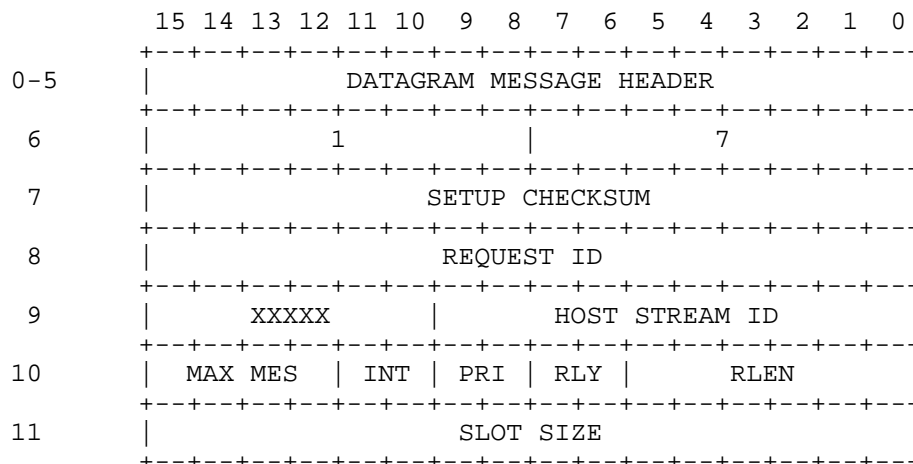 15 14 13 12 11 10 9 8 7 6 5 4 3 2 1 0
+--+--+--+--+--+--+--+--+--+--+--+--+--+--+--+--
0-5 | DATAGRAM MESSAGE HEADER
+--+--+--+--+--+--+--+--+--+--+--+--+--+--+--+--
6 | 1 | 7
+--+--+--+--+--+--+--+--+--+--+--+--+--+--+--+--
7 | SETUP CHECKSUM
+--+--+--+--+--+--+--+--+--+--+--+--+--+--+--+--
8 | REQUEST ID
+--+--+--+--+--+--+--+--+--+--+--+--+--+--+--+--
9 | XXXXX | HOST STREAM ID
+--+--+--+--+--+--+--+--+--+--+--+--+--+--+--+--
10 | MAX MES | INT | PRI | RLY | RLEN
+--+--+--+--+--+--+--+--+--+--+--+--+--+--+--+--
11 | SLOT SIZE
+--+--+--+--+--+--+--+--+--+--+--+--+--+--+--+--